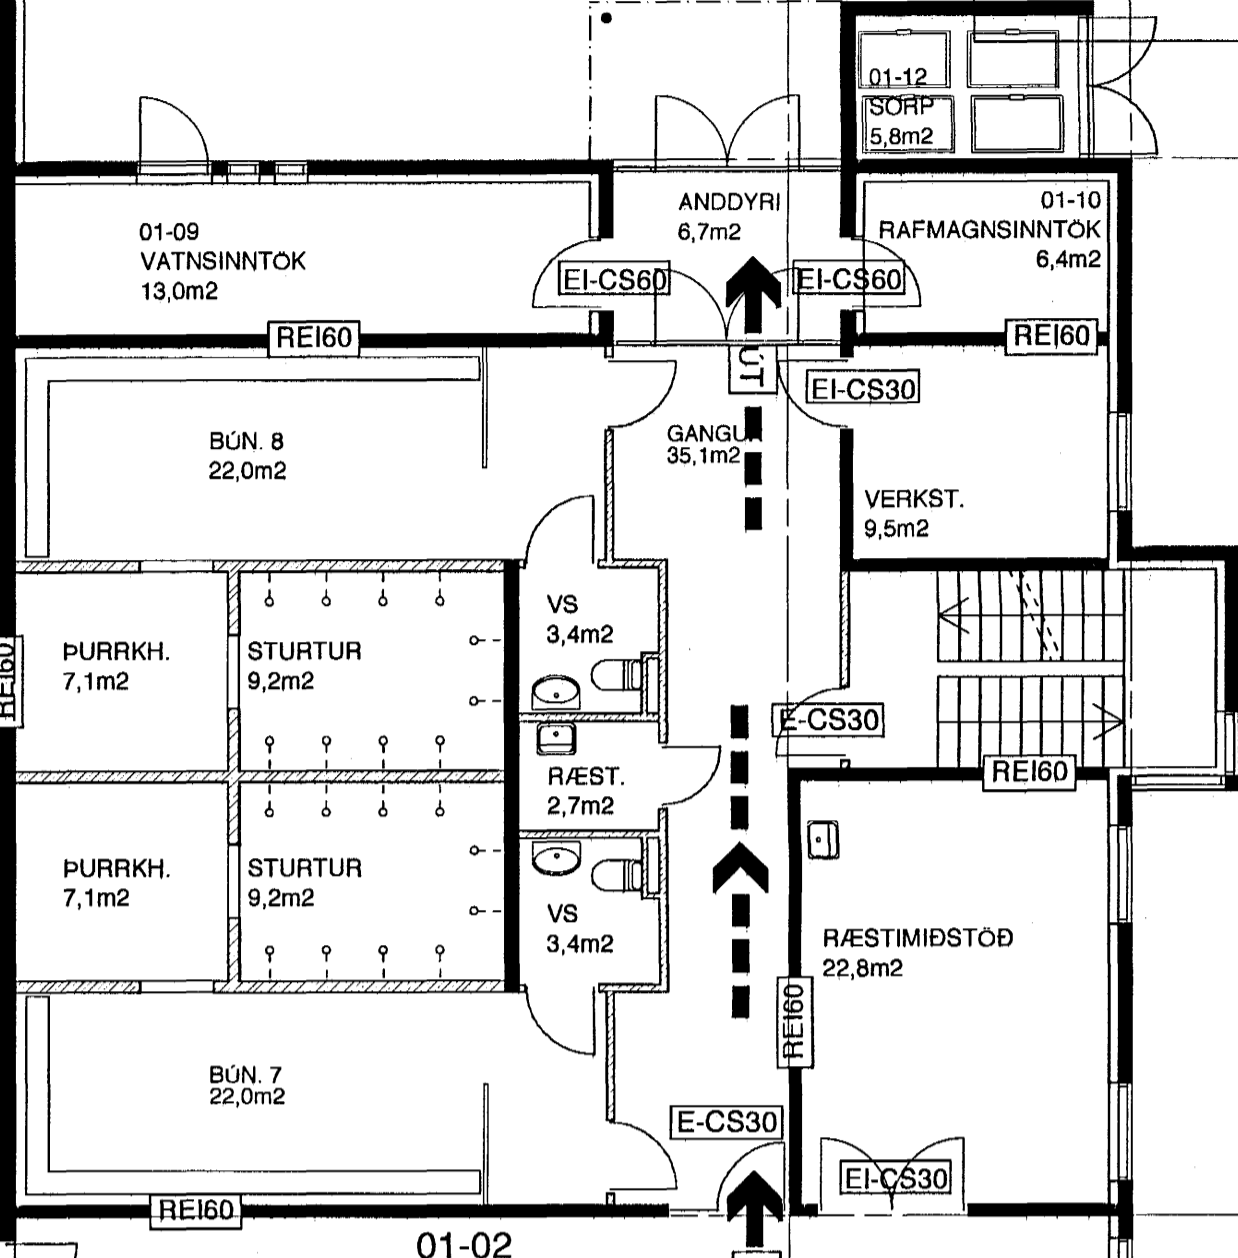 01-12
SORP
5,8m2
ANDDYRI
6,7m2
01-10
RAFMAGNSINNTÖK
6,4m2
01-09
VATNSINNTÖK
13,0m2
EI-CS60
EI-CS60
REI60
REI60
ÚT
EI-CS30
BÚN. 8
22,0m2
GANGUR
35,1m2
VERKST.
9,5m2
VS
3,4m2
ÞURRKH.
7,1m2
STURTUR
9,2m2
REI60
E-CS30
RÆST.
2,7m2
REI60
ÞURRKH.
7,1m2
STURTUR
9,2m2
VS
3,4m2
RÆSTIMIÐSTÖÐ
22,8m2
REI60
BÚN. 7
22,0m2
E-CS30
EI-CS30
REI60
01-02